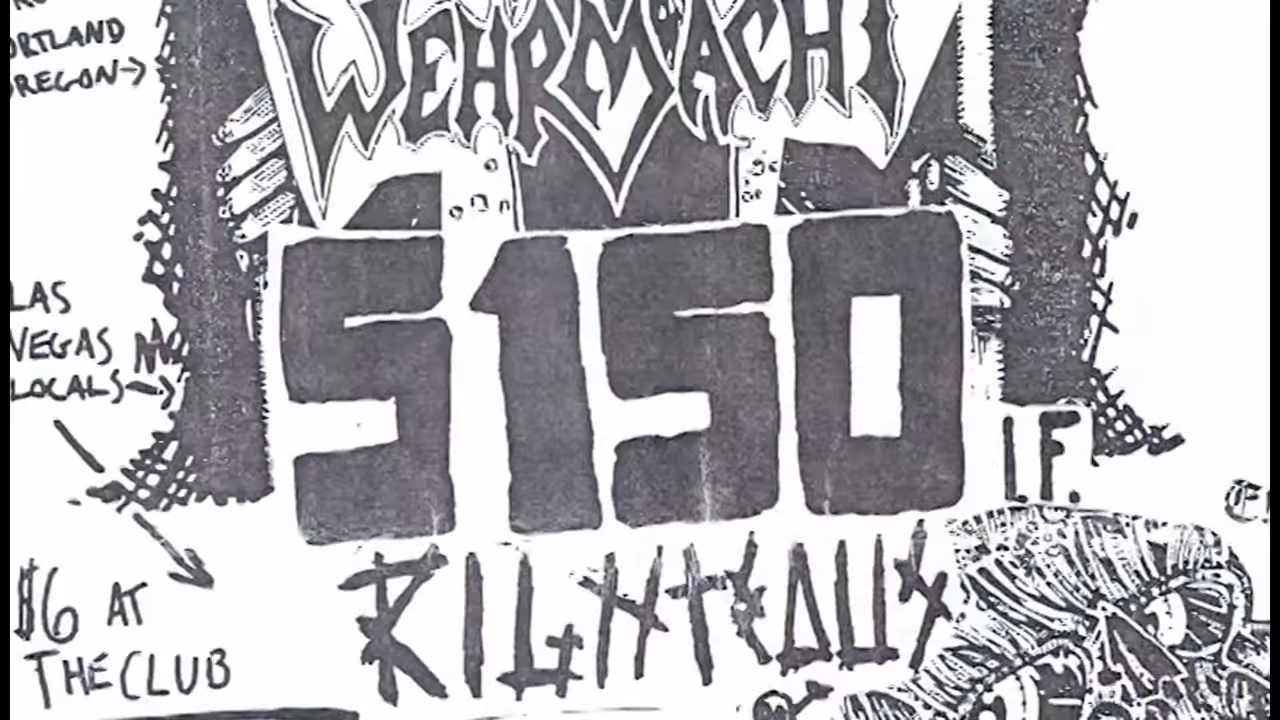 ORTLAND
OREGON→
WEHRMACHT
5150
LAS
VEGAS
LOCALS→
I.F.
$6 AT
THE CLUB